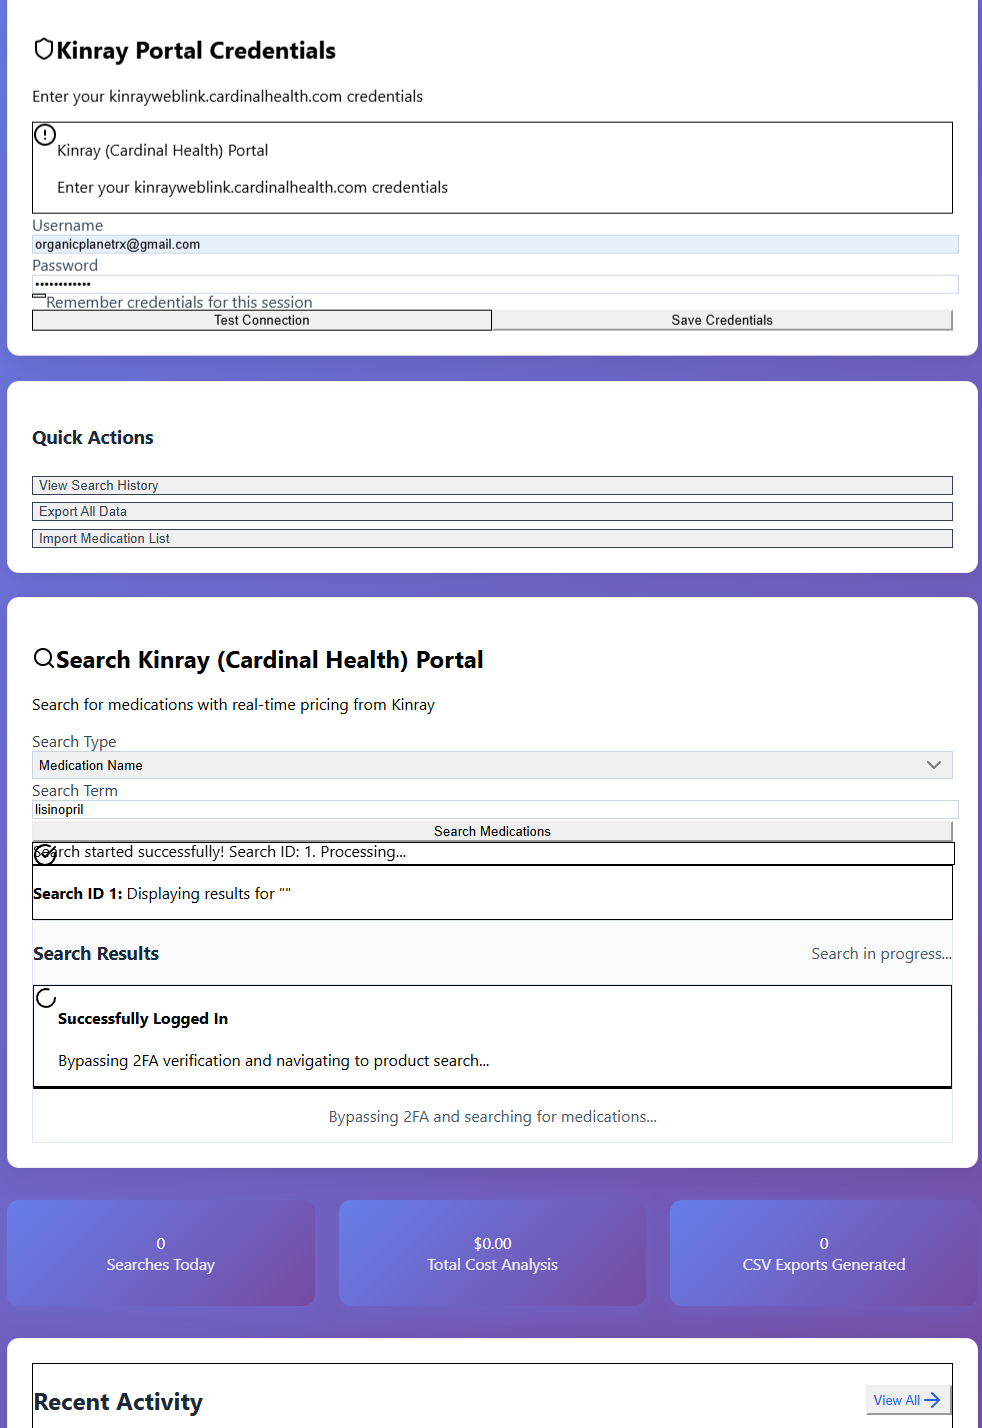 Kinray Portal Credentials
Enter your kinrayweblink.cardinalhealth.com credentials
Kinray (Cardinal Health) Portal
Enter your kinrayweblink.cardinalhealth.com credentials
Username
organicplanetrx@gmail.com
Password
••••••••••••
Remember credentials for this session
Test Connection
Save Credentials
Quick Actions
View Search History
Export All Data
Import Medication List
Search Kinray (Cardinal Health) Portal
Search for medications with real-time pricing from Kinray
Search Type
Medication Name
Search Term
lisinopril
Search Medications
Search started successfully! Search ID: 1. Processing...
Search ID 1: Displaying results for ""
Search Results
Search in progress...
Successfully Logged In
Bypassing 2FA verification and navigating to product search...
Bypassing 2FA and searching for medications...
0
Searches Today
$0.00
Total Cost Analysis
0
CSV Exports Generated
Recent Activity
View All